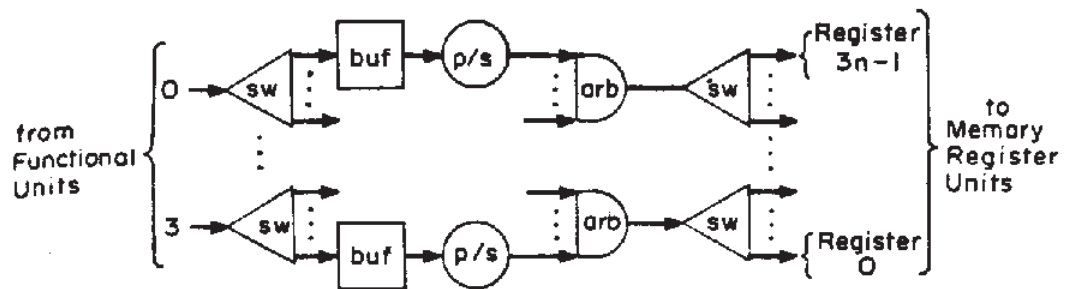 from
Functional
Units
0
sw
buf
p/s
arb
sw
Register
3n-1
to
Memory
Register
Units
3
sw
buf
p/s
arb
sw
Register
0